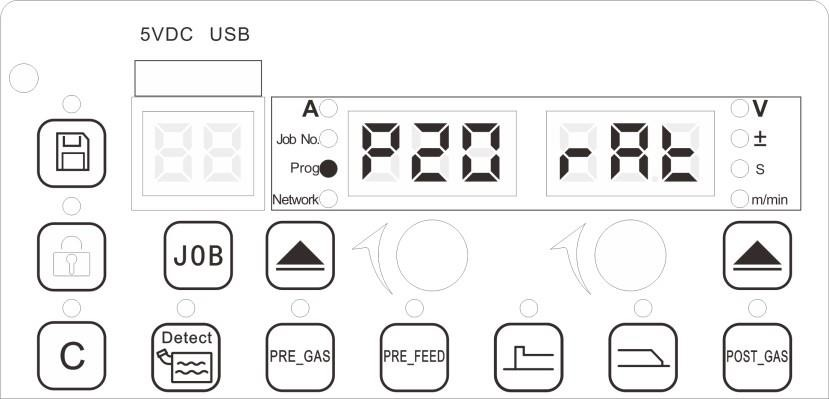 5VDC USB
A
V
Job No.
±
Prog
P20
rAt
S
Network
m/min
JOB
C
Detect
PRE_GAS
PRE_FEED
POST_GAS